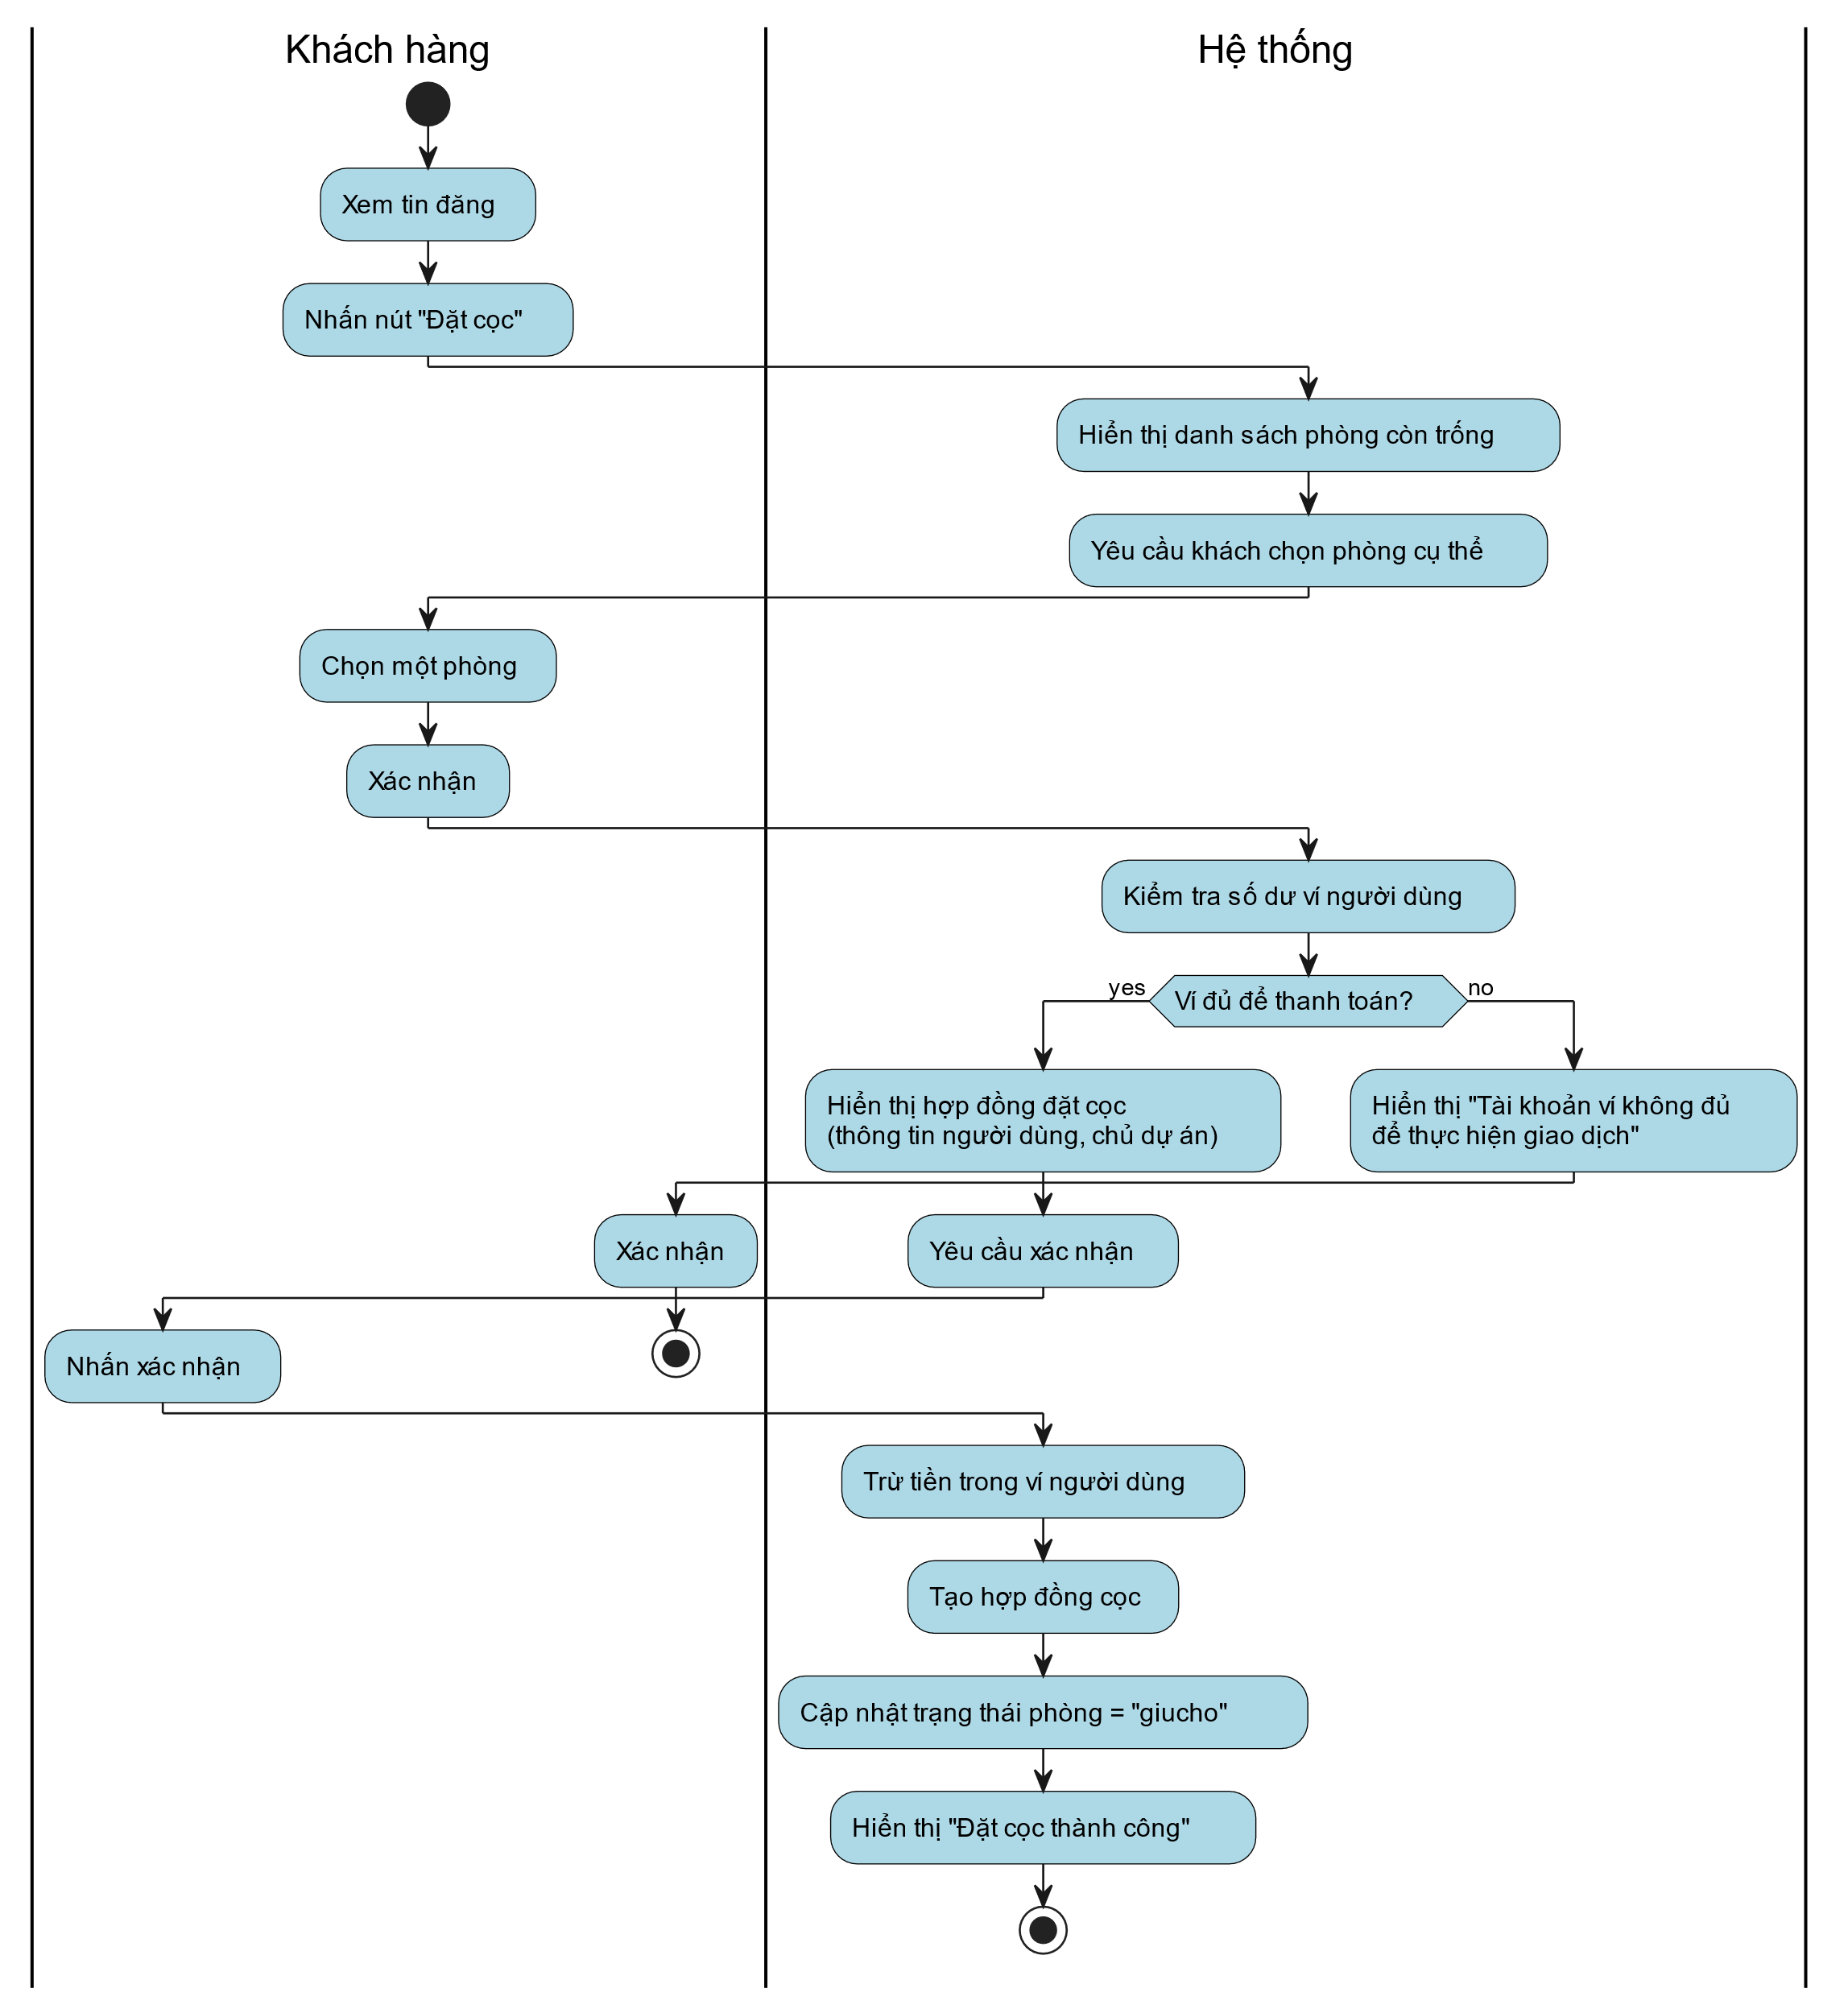 Khách hàng
Hệ thống
Xem tin đăng
Nhấn nút "Đặt cọc"
Hiển thị danh sách phòng còn trống
Yêu cầu khách chọn phòng cụ thể
Chọn một phòng
Xác nhận
Kiểm tra số dư ví người dùng
yes
Ví đủ để thanh toán?
no
Hiển thị hợp đồng đặt cọc
(thông tin người dùng, chủ dự án)
Hiển thị "Tài khoản ví không đủ
để thực hiện giao dịch"
Xác nhận
Yêu cầu xác nhận
Nhấn xác nhận
Trừ tiền trong ví người dùng
Tạo hợp đồng cọc
Cập nhật trạng thái phòng = "giucho"
Hiển thị "Đặt cọc thành công"